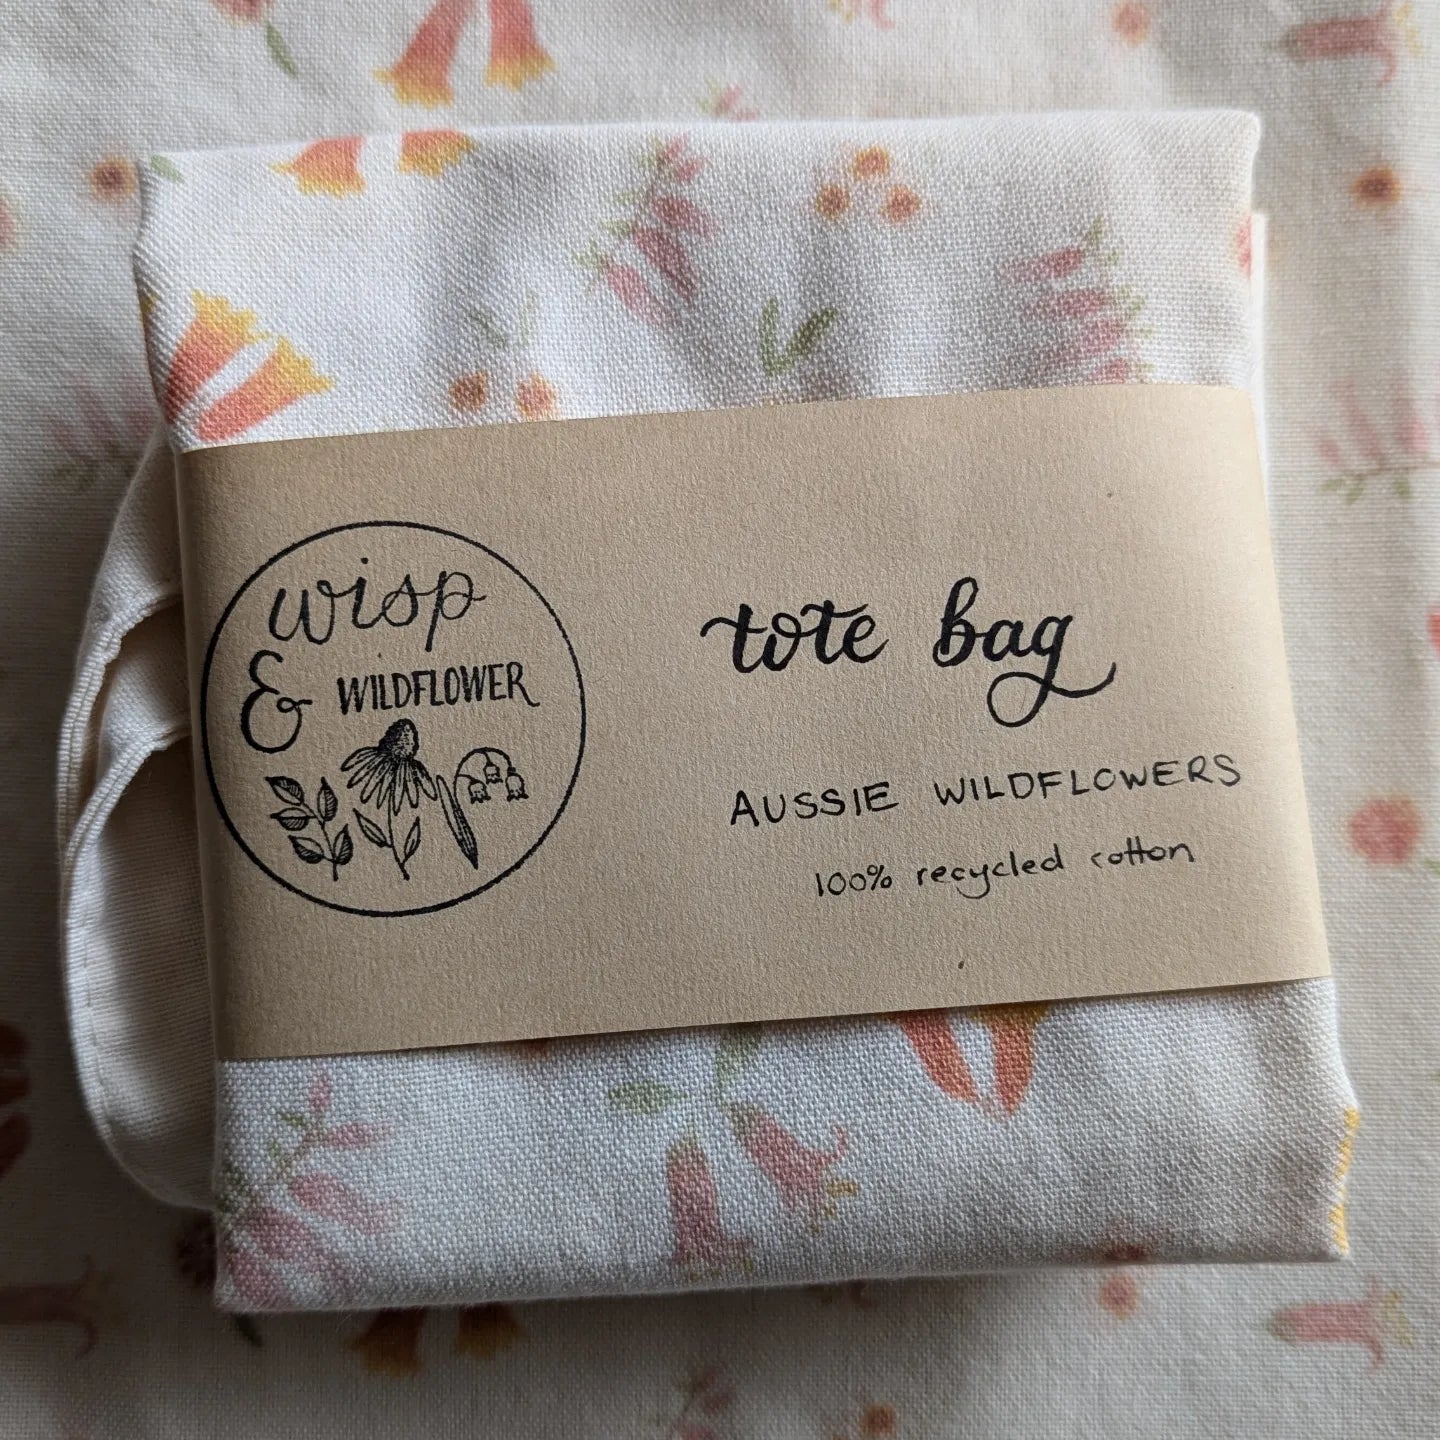 wisp
& WILDFLOWER
tote bag
AUSSIE WILDFLOWERS
100% recycled cotton